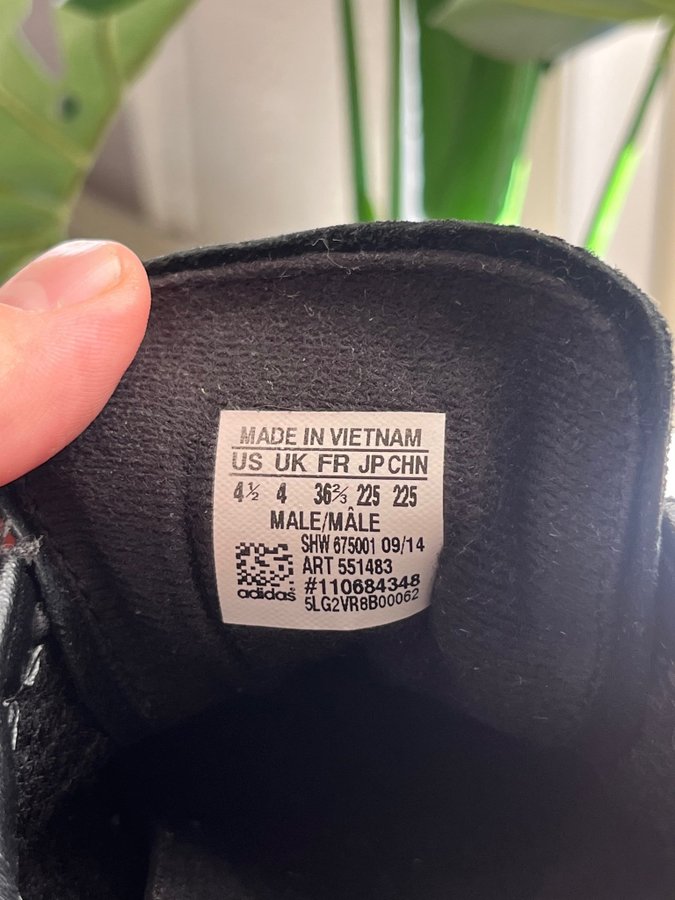 MADE IN VIETNAM
US UK FR JP CHN
4½ 4 36⅔ 225 225
MALE/MÂLE
SHW 675001 09/14
ART 551483
#110684348
adidas 5LG2VR8B00062